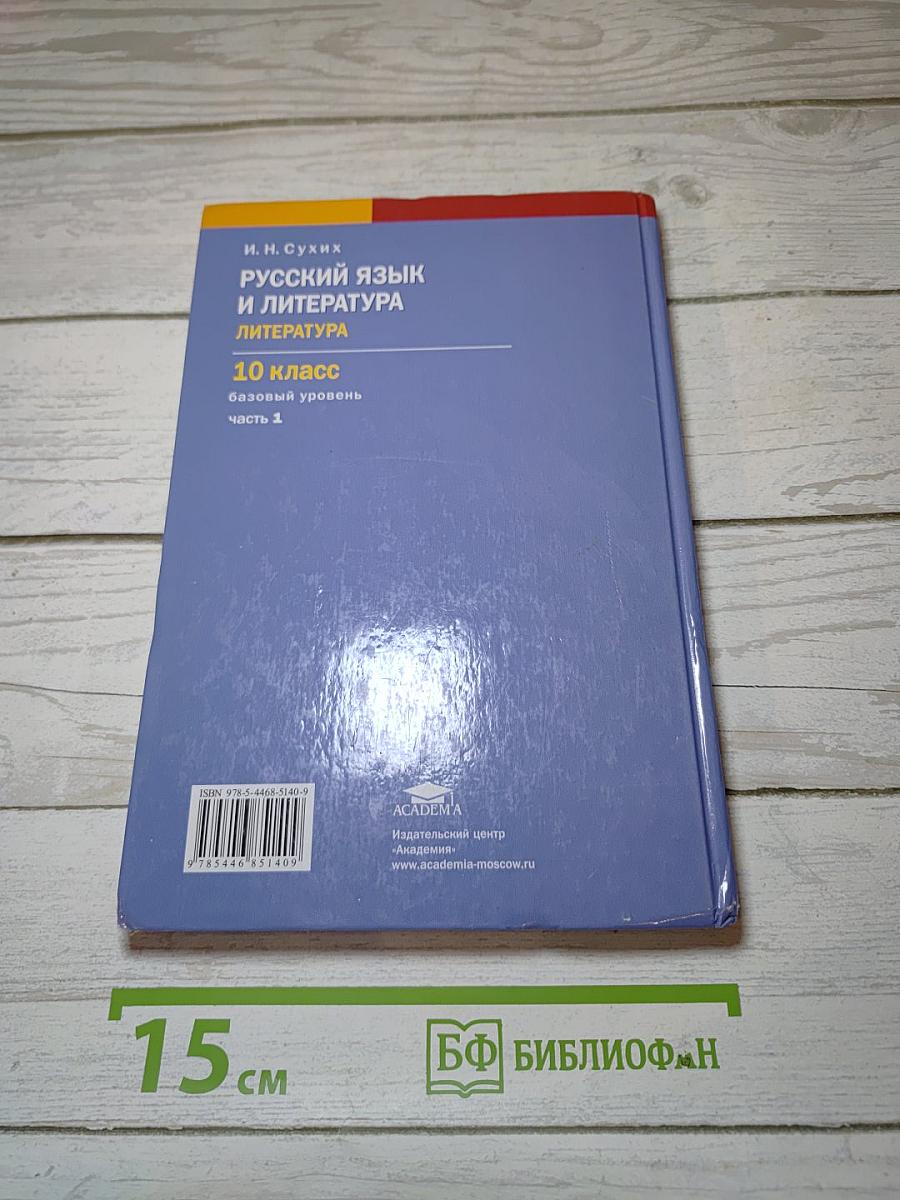 И. Н. Сухих
РУССКИЙ ЯЗЫК
И ЛИТЕРАТУРА
ЛИТЕРАТУРА
10 класс
базовый уровень
часть 1
ISBN 978-5-4468-5140-9
9 785446 851409
ACADEMIA
Издательский центр
«Академия»
www.academia-moscow.ru
15 см
БФ БИБЛИОФАН